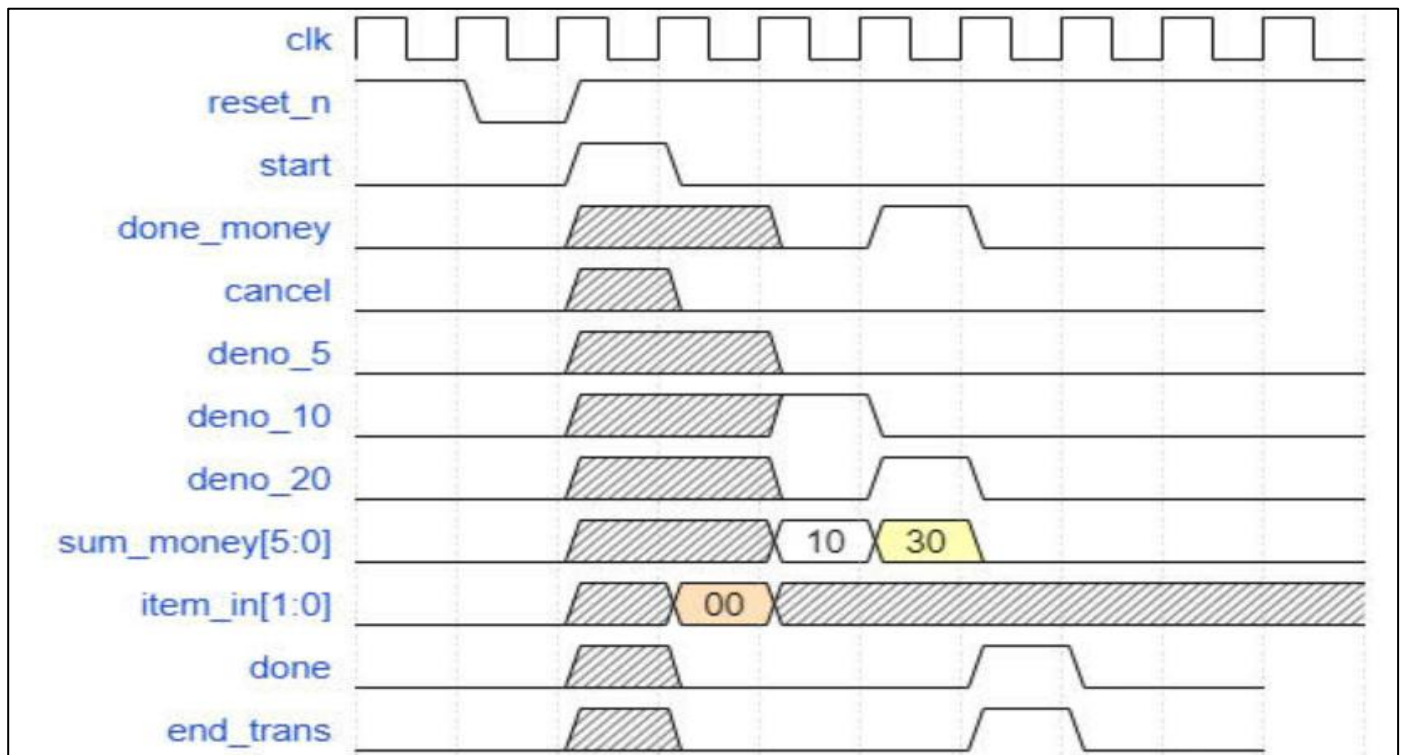 clk
reset_n
start
done_money
cancel
deno_5
deno_10
deno_20
sum_money[5:0] 10 30
item_in[1:0] 00
done
end_trans